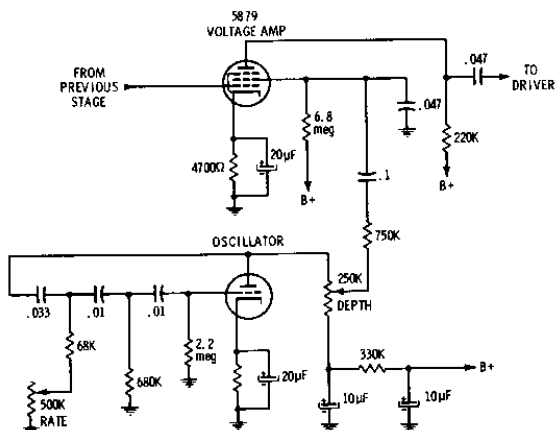 5879
VOLTAGE AMP
FROM
PREVIOUS
STAGE
.047
TO
DRIVER
6.8
meg
.047
220K
4700Ω
20μF
B+
B+
.1
750K
OSCILLATOR
250K
DEPTH
.033
.01
.01
68K
2.2
meg
680K
20μF
330K
B+
500K
RATE
10μF
10μF